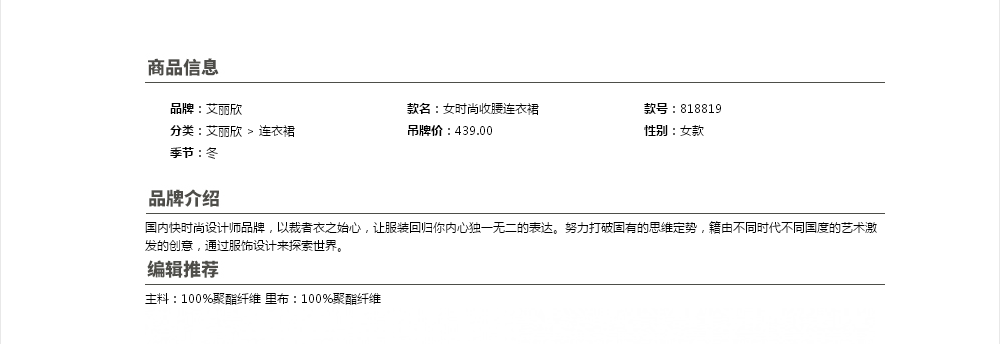 商品信息
品牌：艾丽欣 款名：女时尚收腰连衣裙 款号：818819
分类：艾丽欣 > 连衣裙 吊牌价：439.00 性别：女款
季节：冬
品牌介绍
国内快时尚设计师品牌，以裁者衣之始心，让服装回归你内心独一无二的表达。努力打破固有的思维定势，籍由不同时代不同国度的艺术激
发的创意，通过服饰设计来探索世界。
编辑推荐
主料：100%聚酯纤维 里布：100%聚酯纤维